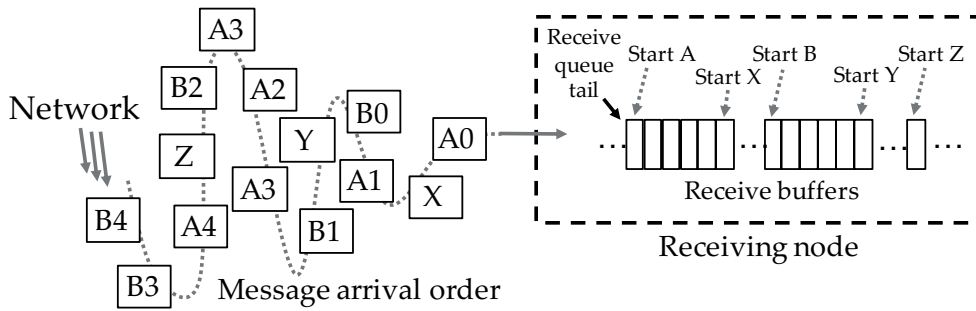 Network
B4
B3
A4
Z
B2
A3
A2
A3
B1
Y
B0
A1
X
A0
Message arrival order
Receive
queue
tail
Start A
Start X
Start B
Start Y
Start Z
...
...
...
...
Receive buffers
Receiving node